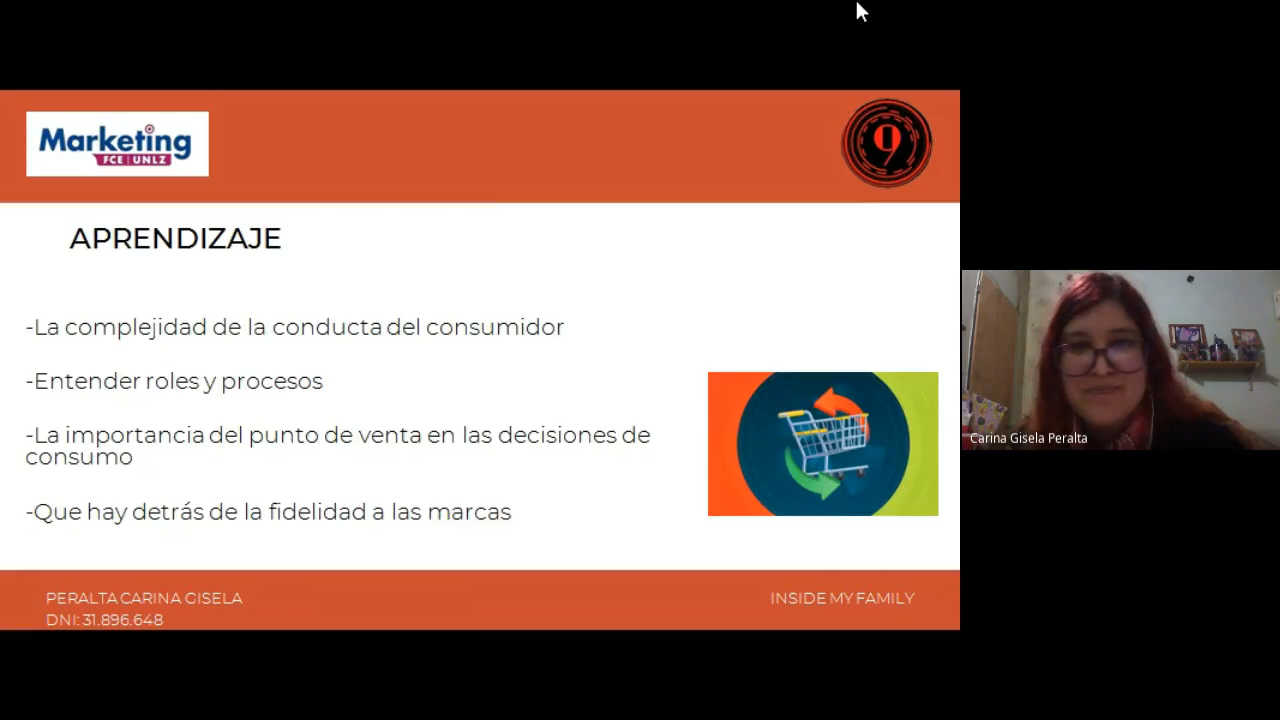 Marketing
FCE | UNLZ
9
APRENDIZAJE
-La complejidad de la conducta del consumidor
-Entender roles y procesos
-La importancia del punto de venta en las decisiones de
consumo
-Que hay detrás de la fidelidad a las marcas
Carina Gisela Peralta
PERALTA CARINA GISELA
DNI: 31.896.648
INSIDE MY FAMILY